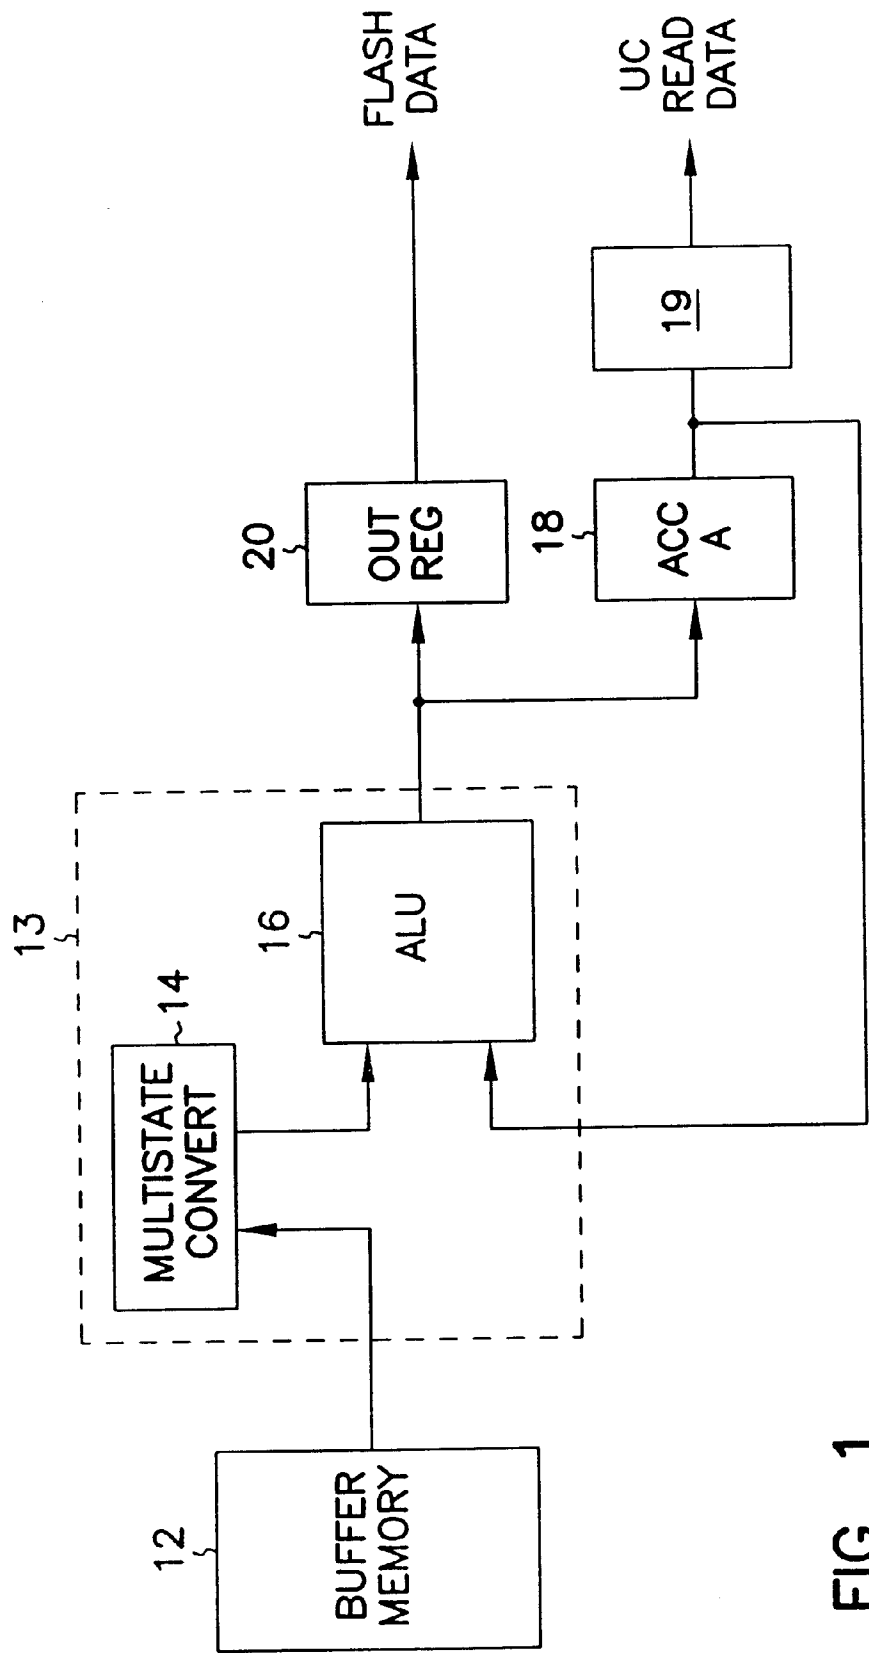 13
14
MULTISTATE
CONVERT
12
BUFFER
MEMORY
16
ALU
20
OUT
REG
FLASH
DATA
18
ACC
A
19
UC
READ
DATA
FIG 1